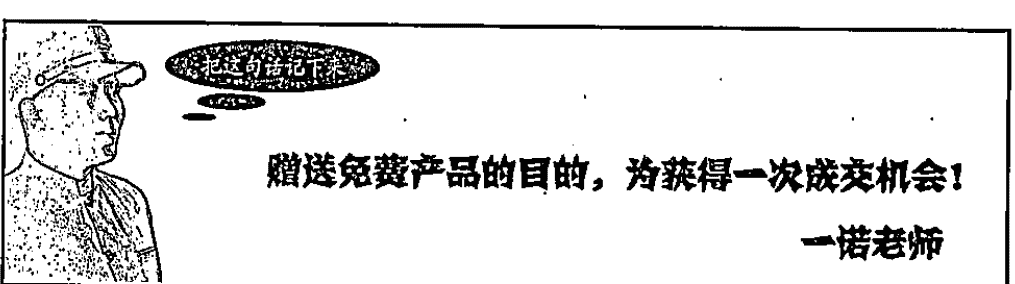 把这句话记下来
赠送免费产品的目的，为获得一次成交机会！
一诺老师